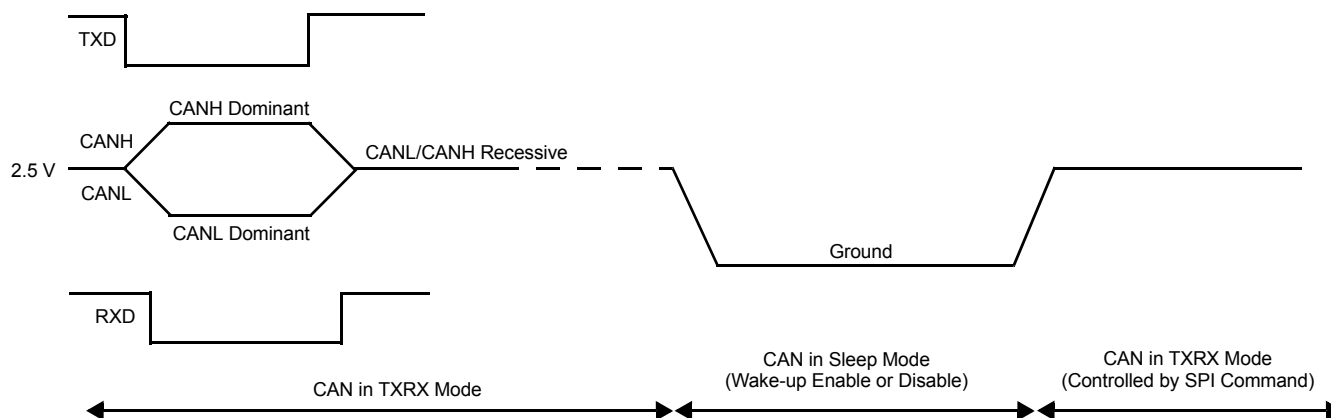 TXD
CANH Dominant
CANH
CANL/CANH Recessive
2.5 V
CANL
CANL Dominant
Ground
RXD
CAN in TXRX Mode
CAN in Sleep Mode
(Wake-up Enable or Disable)
CAN in TXRX Mode
(Controlled by SPI Command)